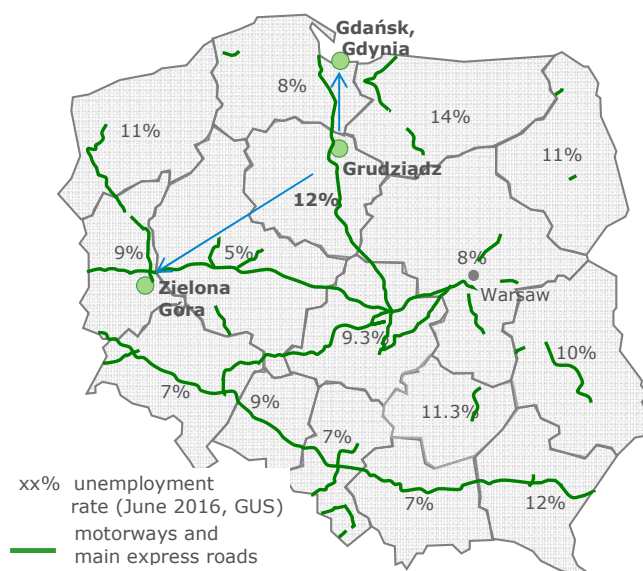 Gdańsk,
Gdynia
8%
14%
11%
11%
Grudziądz
12%
9%
5%
8%
Zielona
Góra
Warsaw
9.3%
10%
7%
9%
11.3%
7%
7%
12%
xx% unemployment
rate (June 2016, GUS)
motorways and
main express roads